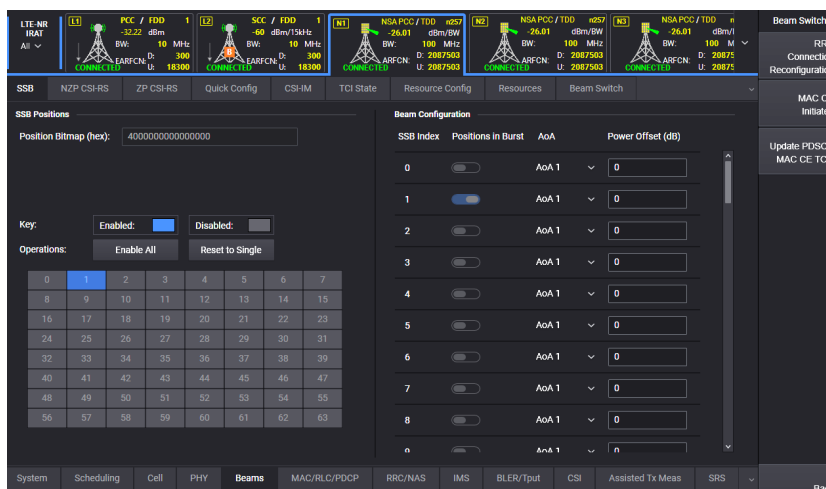 LTE-NR IRAT All
L1 PCC / FDD 1
-32.22 dBm
BW: 10 MHz
EARFCN: D: 300
U: 18300
CONNECTED
L2 SCC / FDD 1
-60 dBm/15kHz
B
BW: 10 MHz
EARFCN: D: 300
U: 18300
CONNECTED
N1 NSA PCC / TDD n257
-26.01 dBm/BW
BW: 100 MHz
ARFCN: D: 2087503
U: 2087503
CONNECTED
N2 NSA PCC / TDD n257
-26.01 dBm/BW
BW: 100 MHz
ARFCN: D: 2087503
U: 2087503
CONNECTED
N3 NSA PCC / TDD n
-26.01 dBm/
BW: 100 M
ARFCN: D: 20875
U: 20875
CONNECTED
Beam Switch
RR
Connectio
Reconfiguratio
MAC C
Initiate
Update PDSC
MAC CE TC
SSB NZP CSI-RS ZP CSI-RS Quick Config CSI-IM TCI State Resource Config Resources Beam Switch
SSB Positions
Position Bitmap (hex): 4000000000000000
Key: Enabled: Disabled:
Operations: Enable All Reset to Single
0 1 2 3 4 5 6 7
8 9 10 11 12 13 14 15
16 17 18 19 20 21 22 23
24 25 26 27 28 29 30 31
32 33 34 35 36 37 38 39
40 41 42 43 44 45 46 47
48 49 50 51 52 53 54 55
56 57 58 59 60 61 62 63
Beam Configuration
SSB Index Positions in Burst AoA Power Offset (dB)
0 AoA 1 0
1 AoA 1 0
2 AoA 1 0
3 AoA 1 0
4 AoA 1 0
5 AoA 1 0
6 AoA 1 0
7 AoA 1 0
8 AoA 1 0
9 AoA 1 0
System Scheduling Cell PHY Beams MAC/RLC/PDCP RRC/NAS IMS BLER/Tput CSI Assisted Tx Meas SRS
Ba